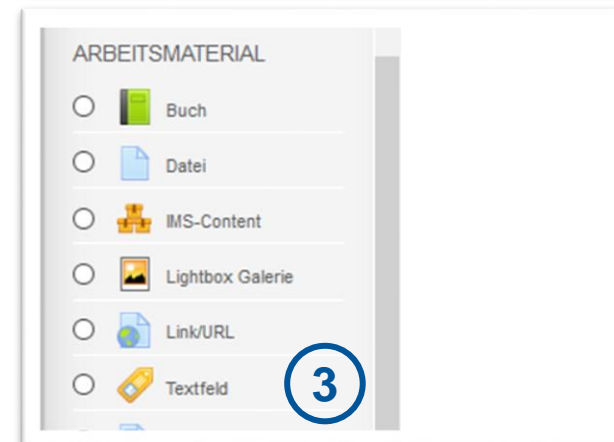 ARBEITSMATERIAL
Buch
Datei
IMS-Content
Lightbox Galerie
Link/URL
Textfeld
3